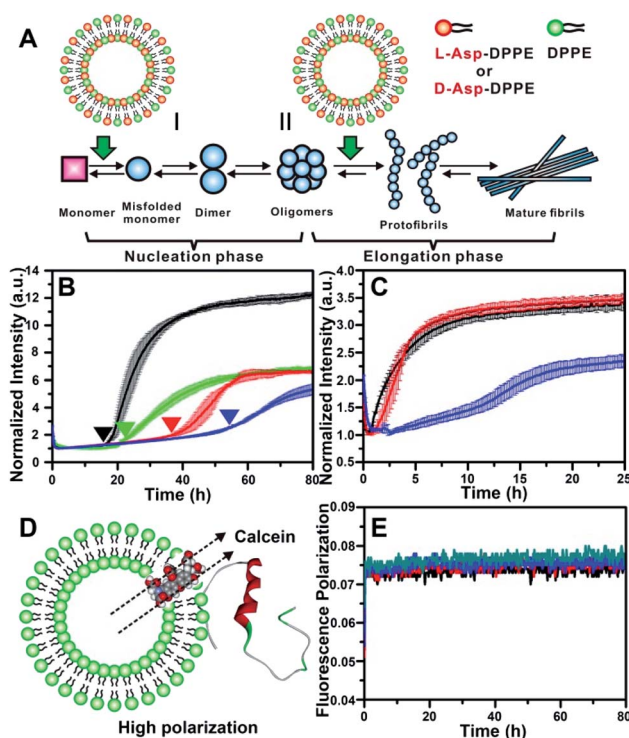 A
L-Asp-DPPE
or
D-Asp-DPPE
DPPE
I
II
Monomer
Misfolded
monomer
Dimer
Oligomers
Protofibrils
Mature fibrils
Nucleation phase
Elongation phase
B
Normalized Intensity (a.u.)
14
12
10
8
6
4
2
0
0 20 40 60 80
Time (h)
C
Normalized Intensity (a.u.)
4.0
3.5
3.0
2.5
2.0
1.5
1.0
0.5
0 5 10 15 20 25
Time (h)
D
Calcein
High polarization
E
Fluorescence Polarization
0.09
0.08
0.07
0.06
0.05
0.04
0 20 40 60 80
Time (h)